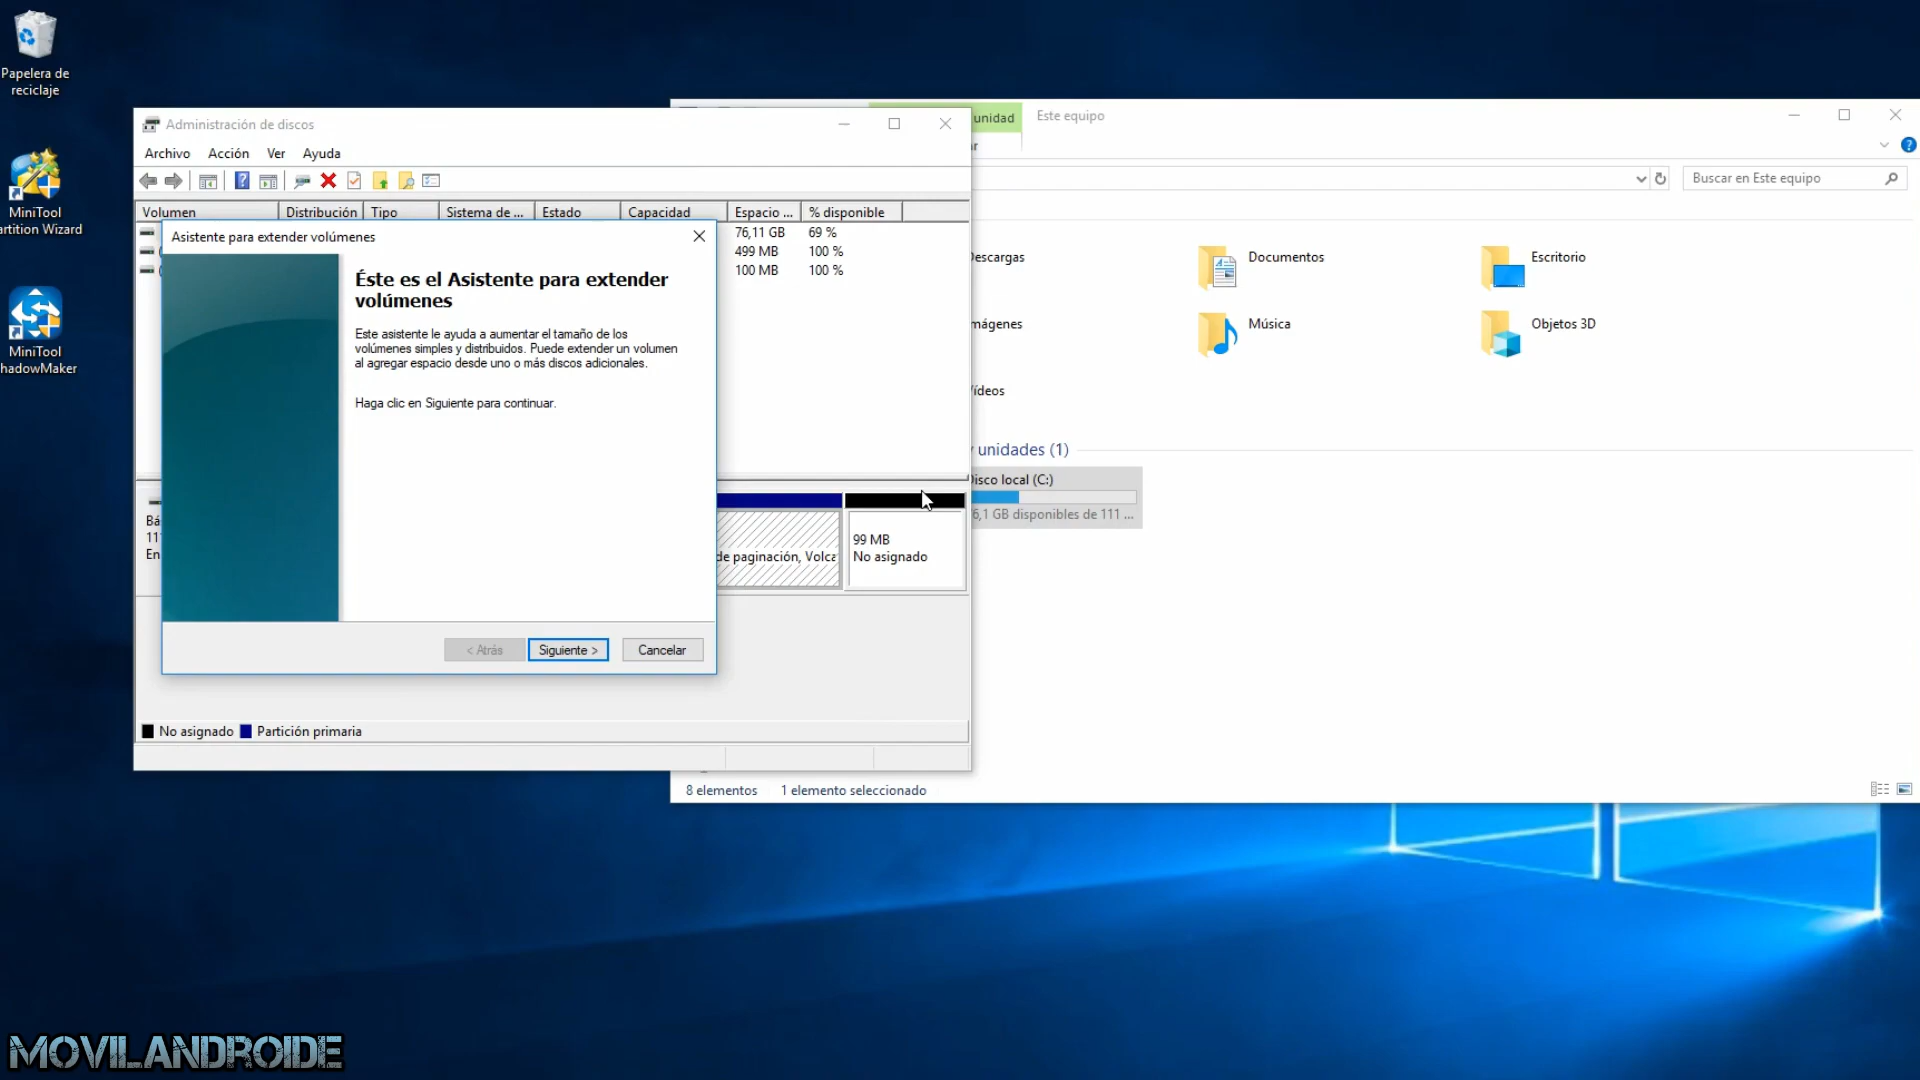 Papelera de
reciclaje
MiniTool
artition Wizard
MiniTool
hadowMaker
Administración de discos
Archivo Acción Ver Ayuda
Volumen Distribución Tipo Sistema de ... Estado Capacidad Espacio ... % disponible
76,11 GB 69 %
499 MB 100 %
100 MB 100 %
Asistente para extender volúmenes
Éste es el Asistente para extender
volúmenes
Este asistente le ayuda a aumentar el tamaño de los
volúmenes simples y distribuidos. Puede extender un volumen
al agregar espacio desde uno o más discos adicionales.
Haga clic en Siguiente para continuar.
< Atrás Siguiente > Cancelar
Bá
11
En
de paginación, Volca
99 MB
No asignado
No asignado Partición primaria
unidad Este equipo
ar
Buscar en Este equipo
Descargas Documentos Escritorio
mágenes Música Objetos 3D
Vídeos
y unidades (1)
Disco local (C:)
6,1 GB disponibles de 111 ...
8 elementos 1 elemento seleccionado
MOVILANDROIDE